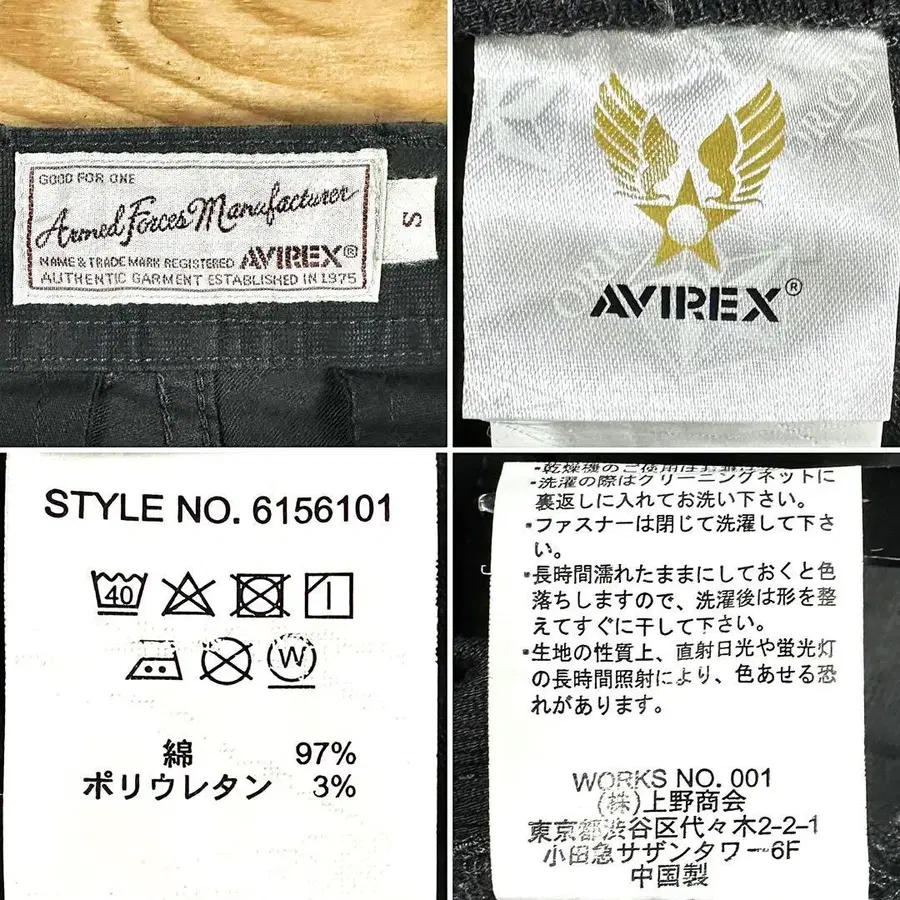 GOOD FOR ONE
Armed Forces Manufacturer
NAME & TRADE MARK REGISTERED AVIREX®
AUTHENTIC GARMENT ESTABLISHED IN 1975
S
AVIREX®
STYLE NO. 6156101
40
W
綿 97%
ポリウレタン 3%
・洗濯の際はクリーニングネットに
裏返しに入れてお洗い下さい。
・ファスナーは閉じて洗濯して下さ
い。
・長時間濡れたままにしておくと色
落ちしますので、洗濯後は形を整
えてすぐに干して下さい。
・生地の性質上、直射日光や蛍光灯
の長時間照射により、色あせる恐
れがあります。
WORKS NO. 001
(株)上野商会
東京都渋谷区代々木2-2-1
小田急サザンタワー6F
中国製